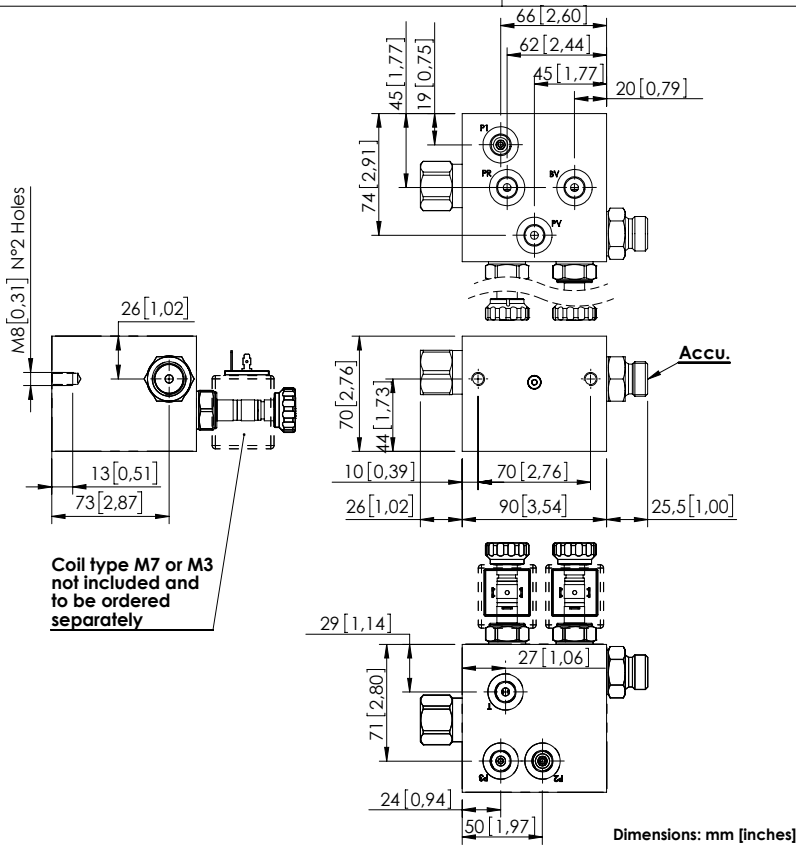 66[2,60]
62[2,44]
45[1,77]
20[0,79]
45[1,77]
19[0,75]
74[2,91]
P1
PR
BV
PV
M8[0,31] N°2 Holes
26[1,02]
13[0,51]
73[2,87]
Coil type M7 or M3
not included and
to be ordered
separately
Accu.
70[2,76]
44[1,73]
10[0,39]
70[2,76]
26[1,02]
90[3,54]
25,5[1,00]
29[1,14]
27[1,06]
71[2,80]
T
P3
P2
24[0,94]
50[1,97]
Dimensions: mm [inches]